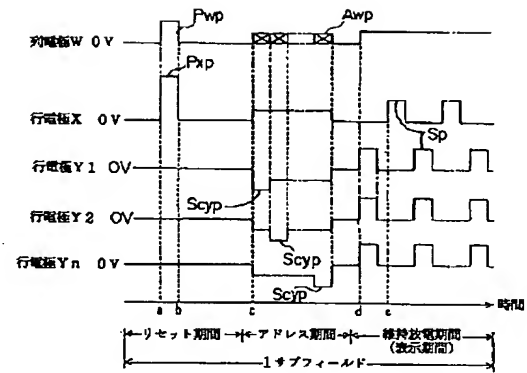 Pwp
Awp
列電極W 0V
Pxp
行電極X 0V
Sp
行電極Y1 0V
Scyp
行電極Y2 0V
Scyp
行電極Yn 0V
Scyp
a b c d e 時間
リセット期間 アドレス期間 維持放電期間
(表示期間)
1サブフィールド